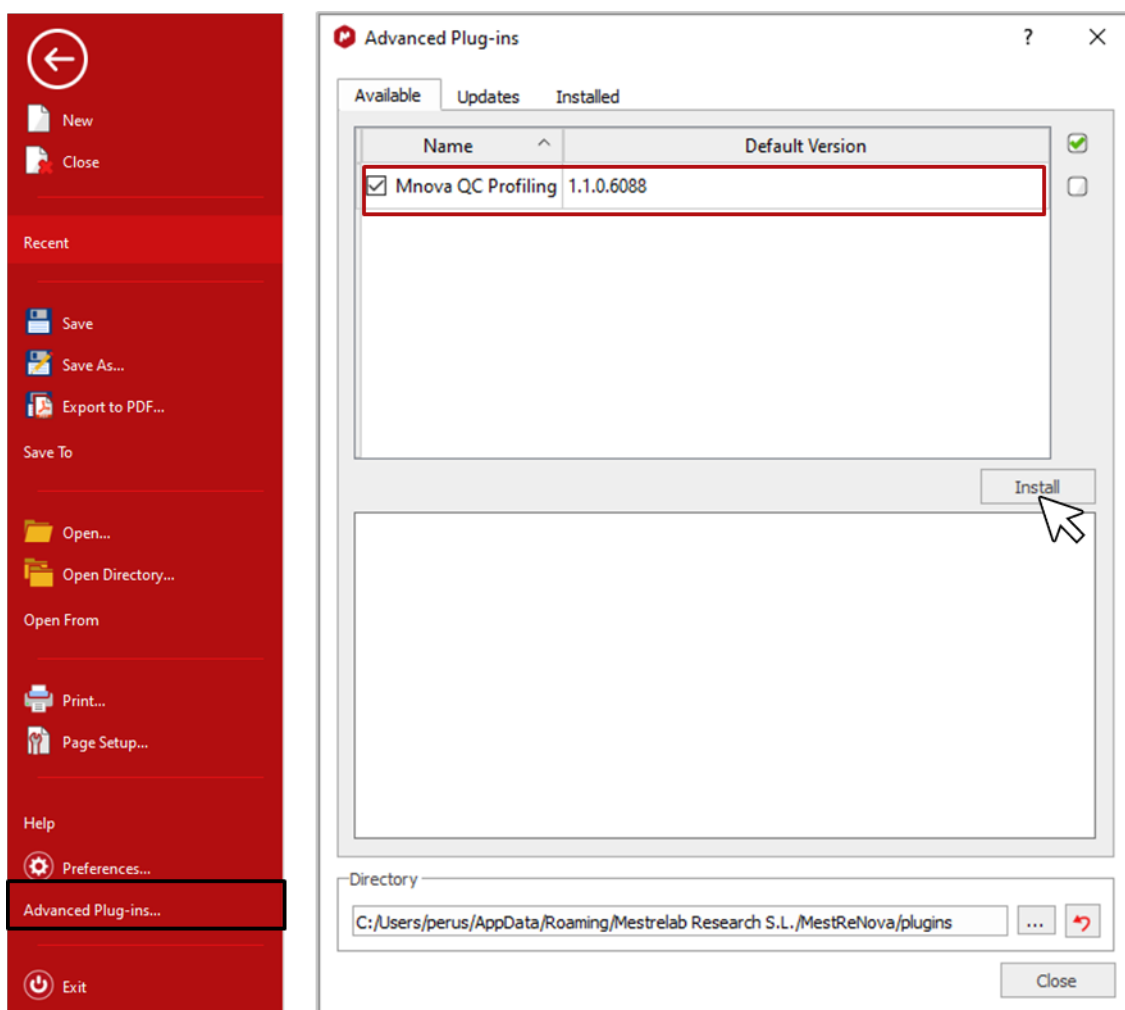 New
Close
Recent
Save
Save As...
Export to PDF...
Save To
Open...
Open Directory...
Open From
Print...
Page Setup...
Help
Preferences...
Advanced Plug-ins...
Exit
Advanced Plug-ins ?
Available Updates Installed
Name Default Version
Mnova QC Profiling 1.1.0.6088
Install
Directory
C:/Users/perus/AppData/Roaming/Mestrelab Research S.L./MestReNova/plugins ...
Close